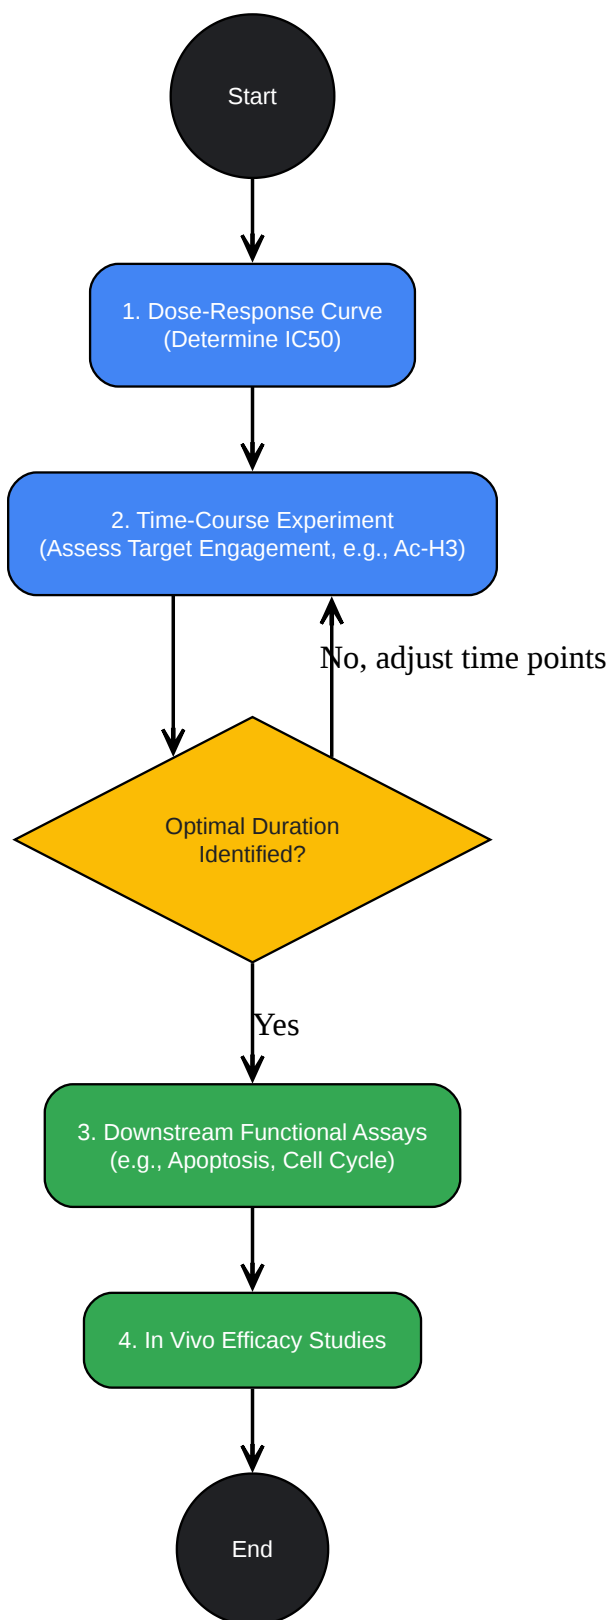 Start
1. Dose-Response Curve
(Determine IC50)
2. Time-Course Experiment
(Assess Target Engagement, e.g., Ac-H3)
No, adjust time points
Optimal Duration
Identified?
Yes
3. Downstream Functional Assays
(e.g., Apoptosis, Cell Cycle)
4. In Vivo Efficacy Studies
End